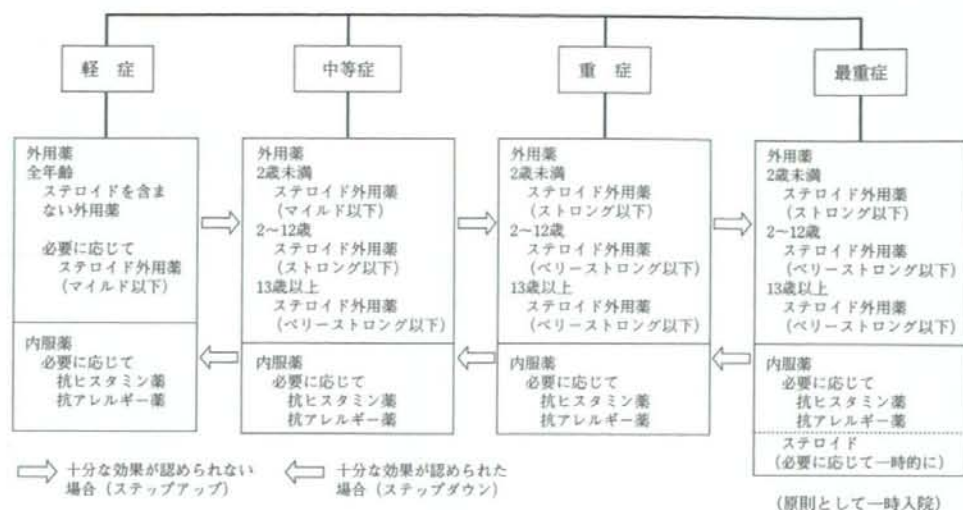 軽 症
中等症
重 症
最重症
外用薬
全年齢
ステロイドを含ま
ない外用薬
必要に応じて
ステロイド外用薬
(マイルド以下)
内服薬
必要に応じて
抗ヒスタミン薬
抗アレルギー薬
外用薬
2歳未満
ステロイド外用薬
(マイルド以下)
2〜12歳
ステロイド外用薬
(ストロング以下)
13歳以上
ステロイド外用薬
(ベリーストロング以下)
内服薬
必要に応じて
抗ヒスタミン薬
抗アレルギー薬
外用薬
2歳未満
ステロイド外用薬
(ストロング以下)
2〜12歳
ステロイド外用薬
(ベリーストロング以下)
13歳以上
ステロイド外用薬
(ベリーストロング以下)
内服薬
必要に応じて
抗ヒスタミン薬
抗アレルギー薬
外用薬
2歳未満
ステロイド外用薬
(ストロング以下)
2〜12歳
ステロイド外用薬
(ベリーストロング以下)
13歳以上
ステロイド外用薬
(ベリーストロング以下)
内服薬
必要に応じて
抗ヒスタミン薬
抗アレルギー薬
ステロイド
(必要に応じて一時的に)
十分な効果が認められない
場合(ステップアップ)
十分な効果が認められた
場合(ステップダウン)
(原則として一時入院)